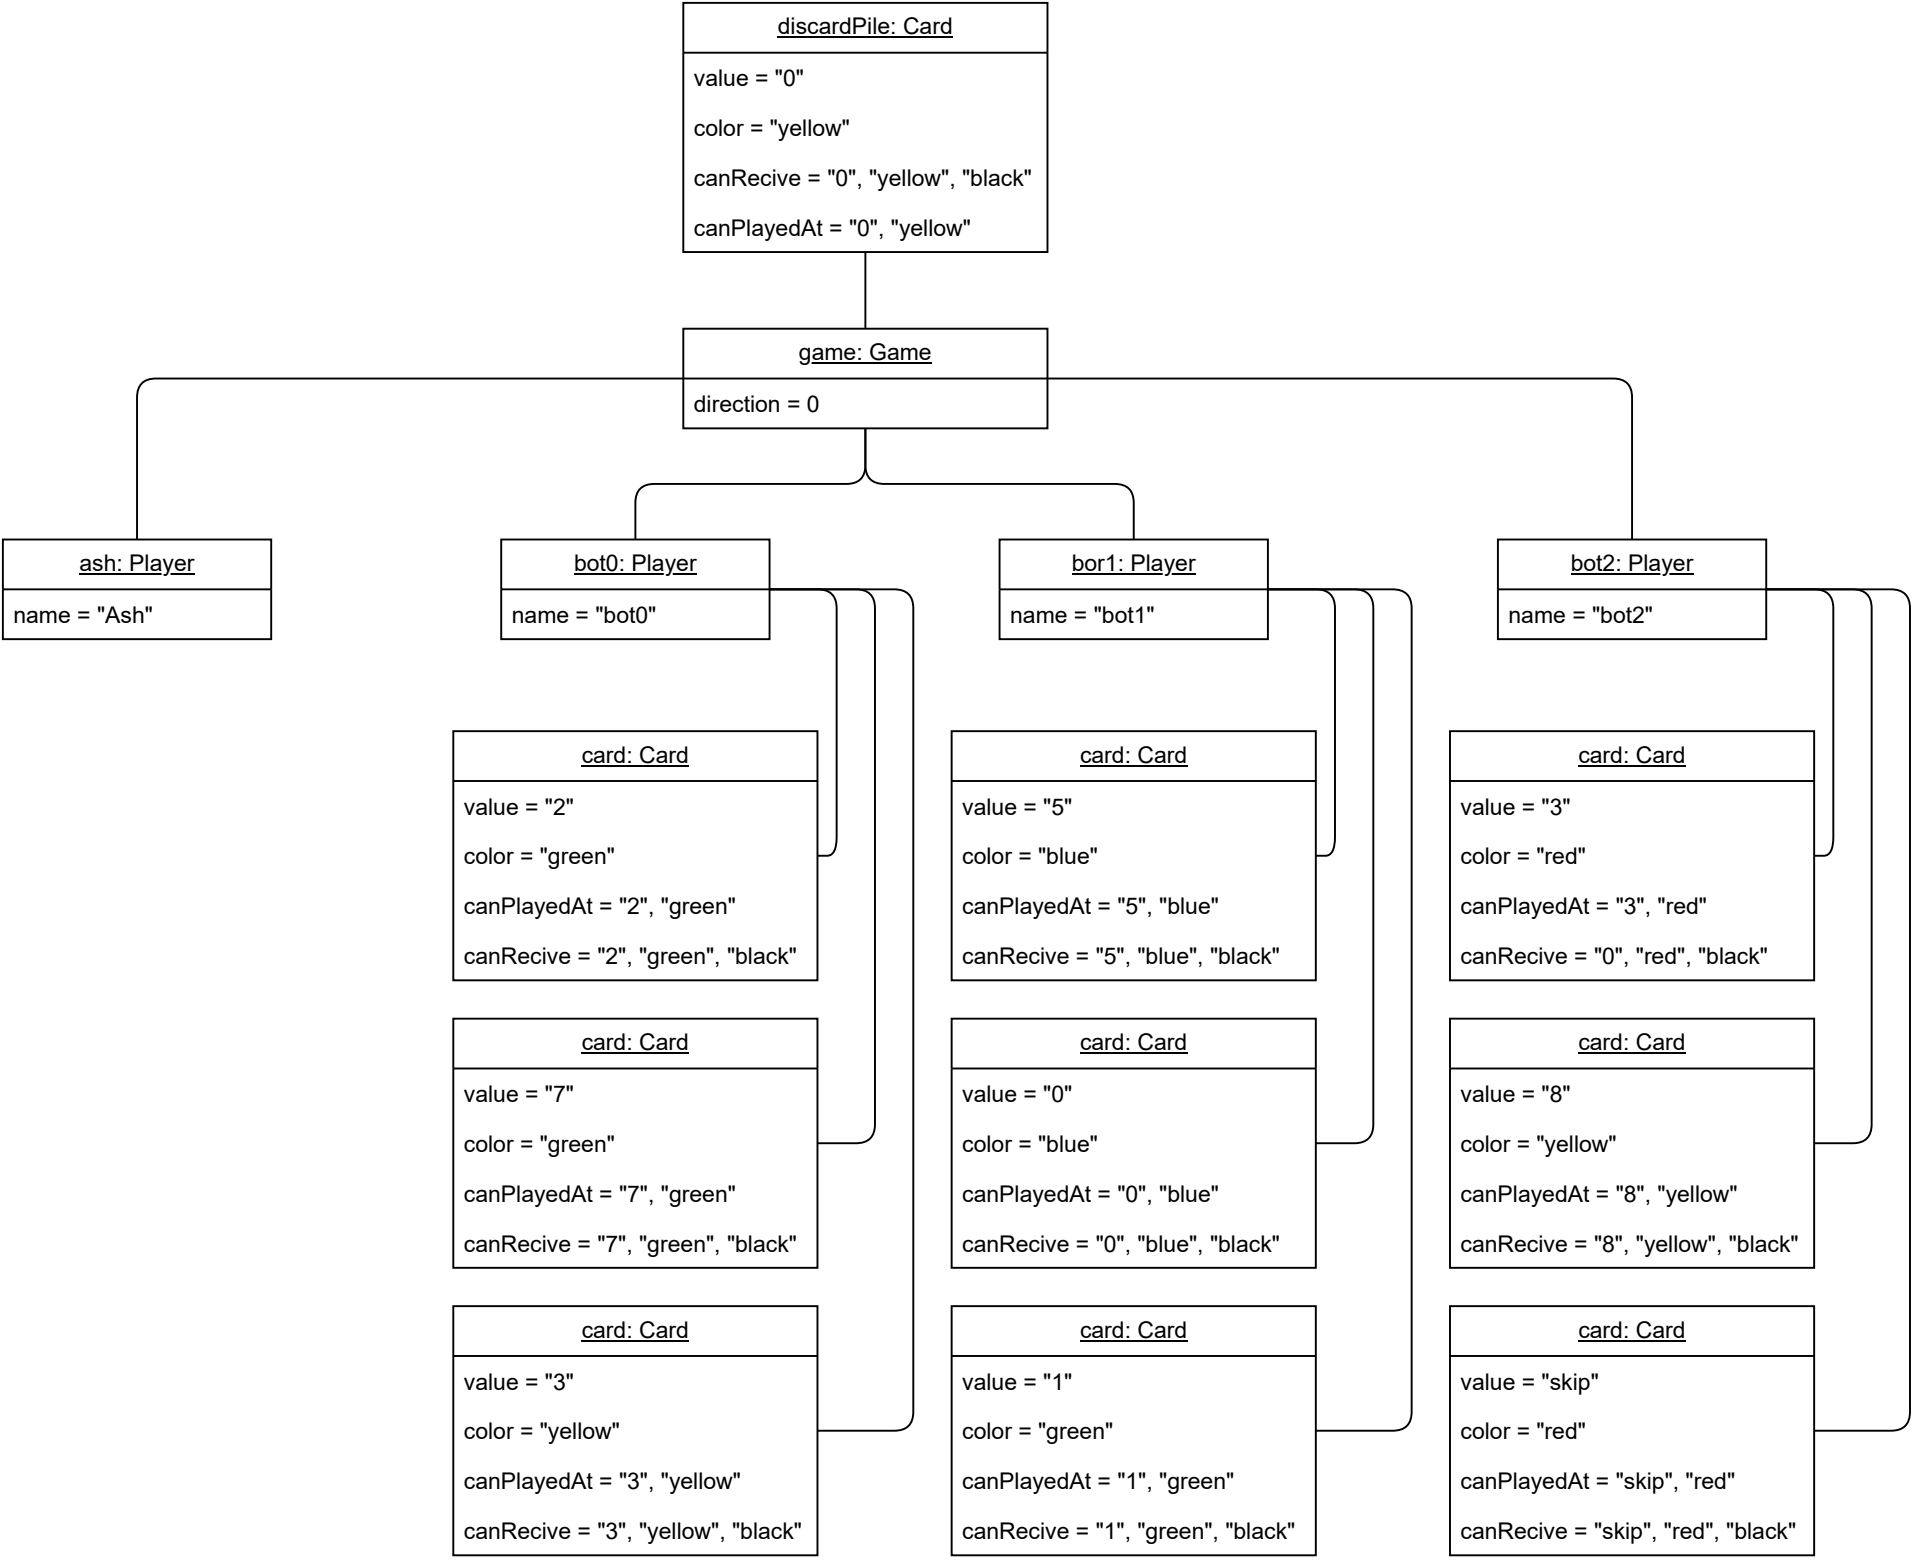 discardPile: Card
value = "0"
color = "yellow"
canRecive = "0", "yellow", "black"
canPlayedAt = "0", "yellow"
game: Game
direction = 0
ash: Player
name = "Ash"
bot0: Player
name = "bot0"
bor1: Player
name = "bot1"
bot2: Player
name = "bot2"
card: Card
value = "2"
color = "green"
canPlayedAt = "2", "green"
canRecive = "2", "green", "black"
card: Card
value = "5"
color = "blue"
canPlayedAt = "5", "blue"
canRecive = "5", "blue", "black"
card: Card
value = "3"
color = "red"
canPlayedAt = "3", "red"
canRecive = "0", "red", "black"
card: Card
value = "7"
color = "green"
canPlayedAt = "7", "green"
canRecive = "7", "green", "black"
card: Card
value = "0"
color = "blue"
canPlayedAt = "0", "blue"
canRecive = "0", "blue", "black"
card: Card
value = "8"
color = "yellow"
canPlayedAt = "8", "yellow"
canRecive = "8", "yellow", "black"
card: Card
value = "3"
color = "yellow"
canPlayedAt = "3", "yellow"
canRecive = "3", "yellow", "black"
card: Card
value = "1"
color = "green"
canPlayedAt = "1", "green"
canRecive = "1", "green", "black"
card: Card
value = "skip"
color = "red"
canPlayedAt = "skip", "red"
canRecive = "skip", "red", "black"